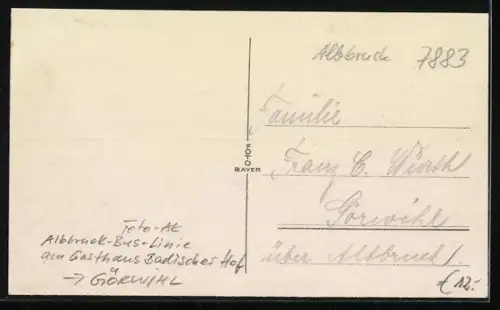 Albbruck 7883
Familie
FOTO
BAYER
Franz C. Wurth
Görwihl
über Albbruck
Foto-AK
Albbruck-Bus-Linie
am Gasthaus Badischer Hof
→ GÖRWIHL
€ 12.-